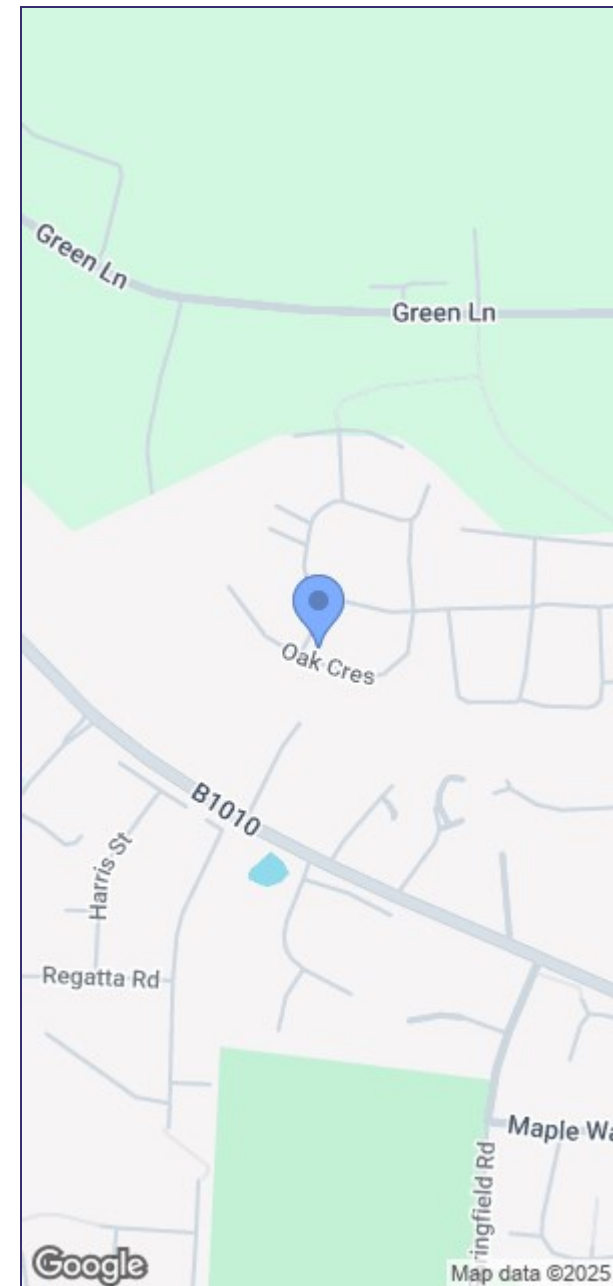 Green Ln
Green Ln
Oak Cres
B1010
Harris St
Regatta Rd
Maple Wa
ringfield Rd
Google
Map data ©2025